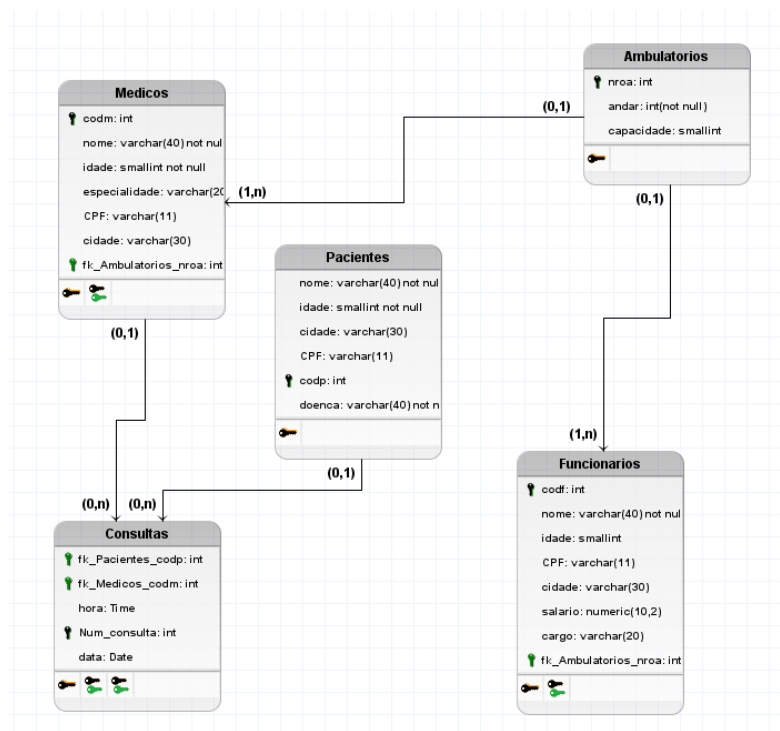 Medicos
codm: int
nome: varchar(40) not nul
idade: smallint not null
especialidade: varchar(20
CPF: varchar(11)
cidade: varchar(30)
fk_Ambulatorios_nroa: int
(1,n)
(0,1)
Ambulatorios
nroa: int
andar: int(not null)
capacidade: smallint
(0,1)
(0,1)
Pacientes
nome: varchar(40) not nul
idade: smallint not null
cidade: varchar(30)
CPF: varchar(11)
codp: int
doenca: varchar(40) not n
(0,1)
(0,n)
(0,n)
Consultas
fk_Pacientes_codp: int
fk_Medicos_codm: int
hora: Time
Num_consulta: int
data: Date
(1,n)
Funcionarios
codf: int
nome: varchar(40) not nul
idade: smallint
CPF: varchar(11)
cidade: varchar(30)
salario: numeric(10,2)
cargo: varchar(20)
fk_Ambulatorios_nroa: int